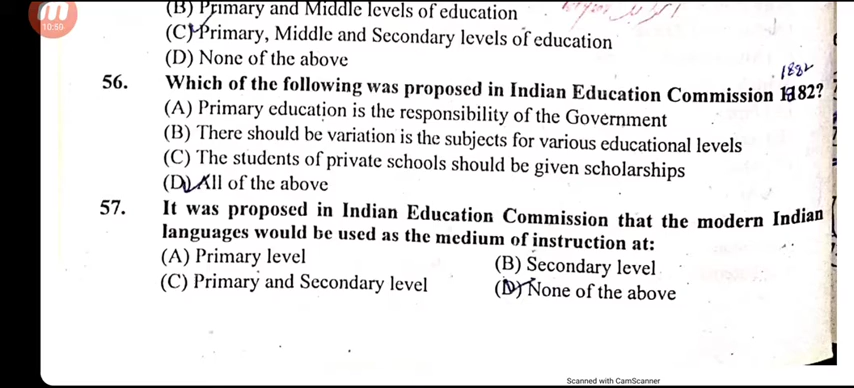 10:50
(B) Primary and Middle levels of education
(C) Primary, Middle and Secondary levels of education
(D) None of the above
1882
56. Which of the following was proposed in Indian Education Commission 1182?
(A) Primary education is the responsibility of the Government
(B) There should be variation is the subjects for various educational levels
(C) The students of private schools should be given scholarships
(D) All of the above
57. It was proposed in Indian Education Commission that the modern Indian
languages would be used as the medium of instruction at:
(A) Primary level (B) Secondary level
(C) Primary and Secondary level (D) None of the above
Scanned with CamScanner